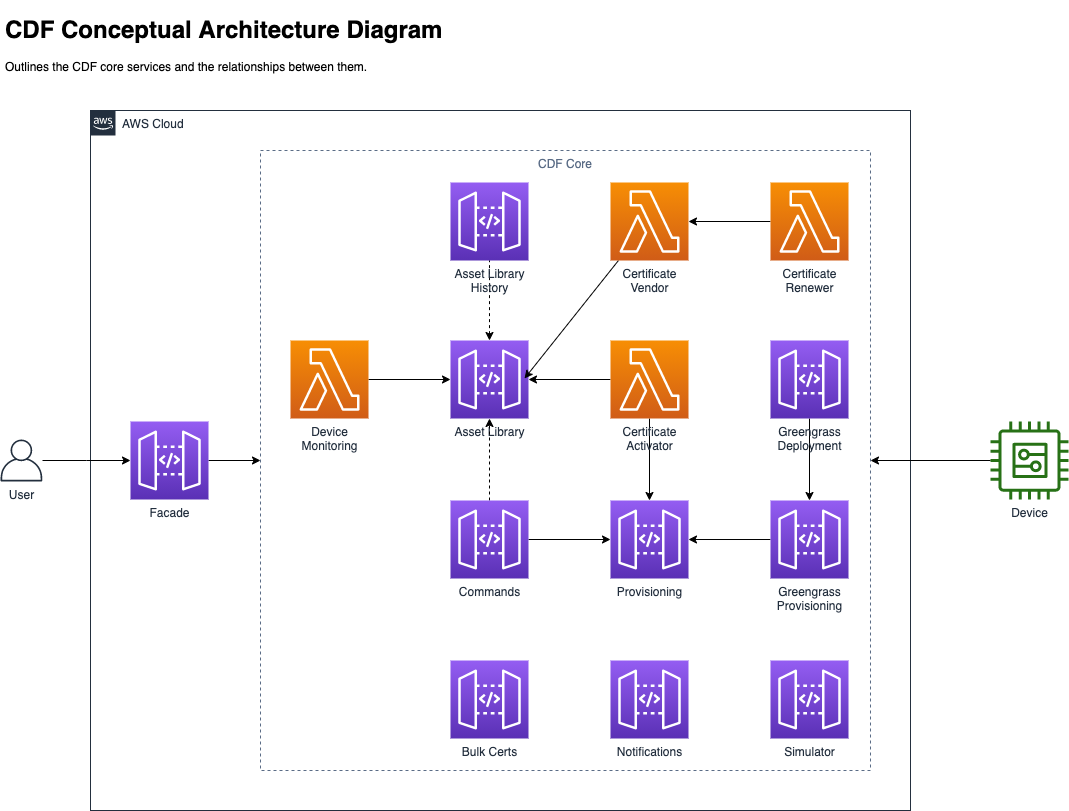 CDF Conceptual Architecture Diagram
Outlines the CDF core services and the relationships between them.
aws
AWS Cloud
CDF Core
</>
</>
Asset Library
History
Certificate
Vendor
Certificate
Renewer
</>
</>
Device
Monitoring
Asset Library
Certificate
Activator
Greengrass
Deployment
User
</>
Facade
Device
</>
</>
</>
Commands
Provisioning
Greengrass
Provisioning
</>
</>
</>
Bulk Certs
Notifications
Simulator